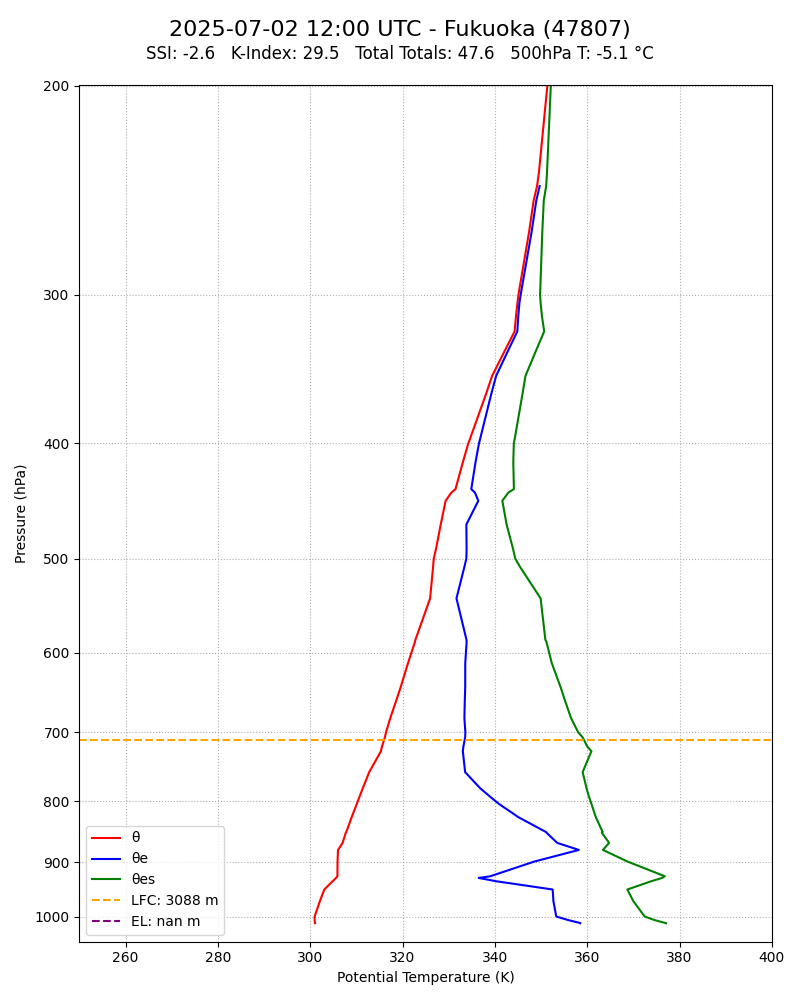 2025-07-02 12:00 UTC - Fukuoka (47807)
SSI: -2.6   K-Index: 29.5   Total Totals: 47.6   500hPa T: -5.1 °C
200
300
400
500
600
700
800
900
1000
Pressure (hPa)
θ
θe
θes
LFC: 3088 m
EL: nan m
260
280
300
320
340
360
380
400
Potential Temperature (K)